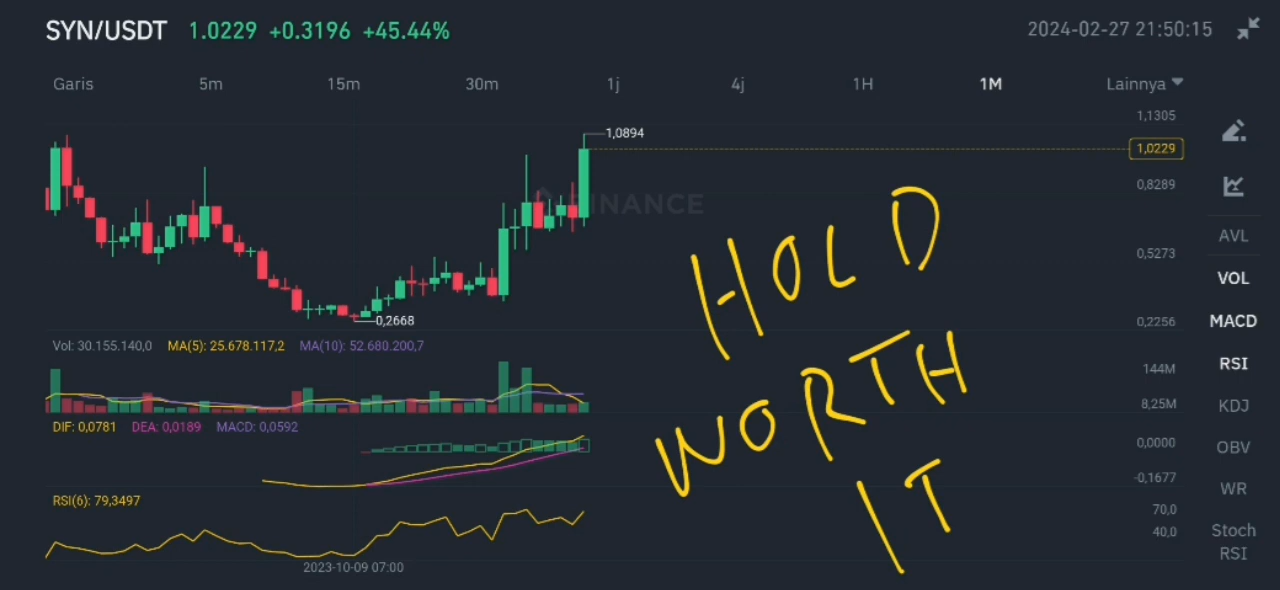 SYN/USDT 1.0229 +0.3196 +45.44% 2024-02-27 21:50:15
Garis 5m 15m 30m 1j 4j 1H 1M Lainnya
1,1305
1,0894
1,0229
0,8289
BINANCE
AVL
0,5273
VOL
0,2668
0,2256
MACD
Vol: 30.155.140,0 MA(5): 25.678.117,2 MA(10): 52.680.200,7
144M
RSI
8,25M
KDJ
DIF: 0,0781 DEA: 0,0189 MACD: 0,0592
0,0000
OBV
-0,1677
WR
RSI(6): 79,3497
70,0
40,0
Stoch
RSI
2023-10-09 07:00
HOLD
WORTH
IT